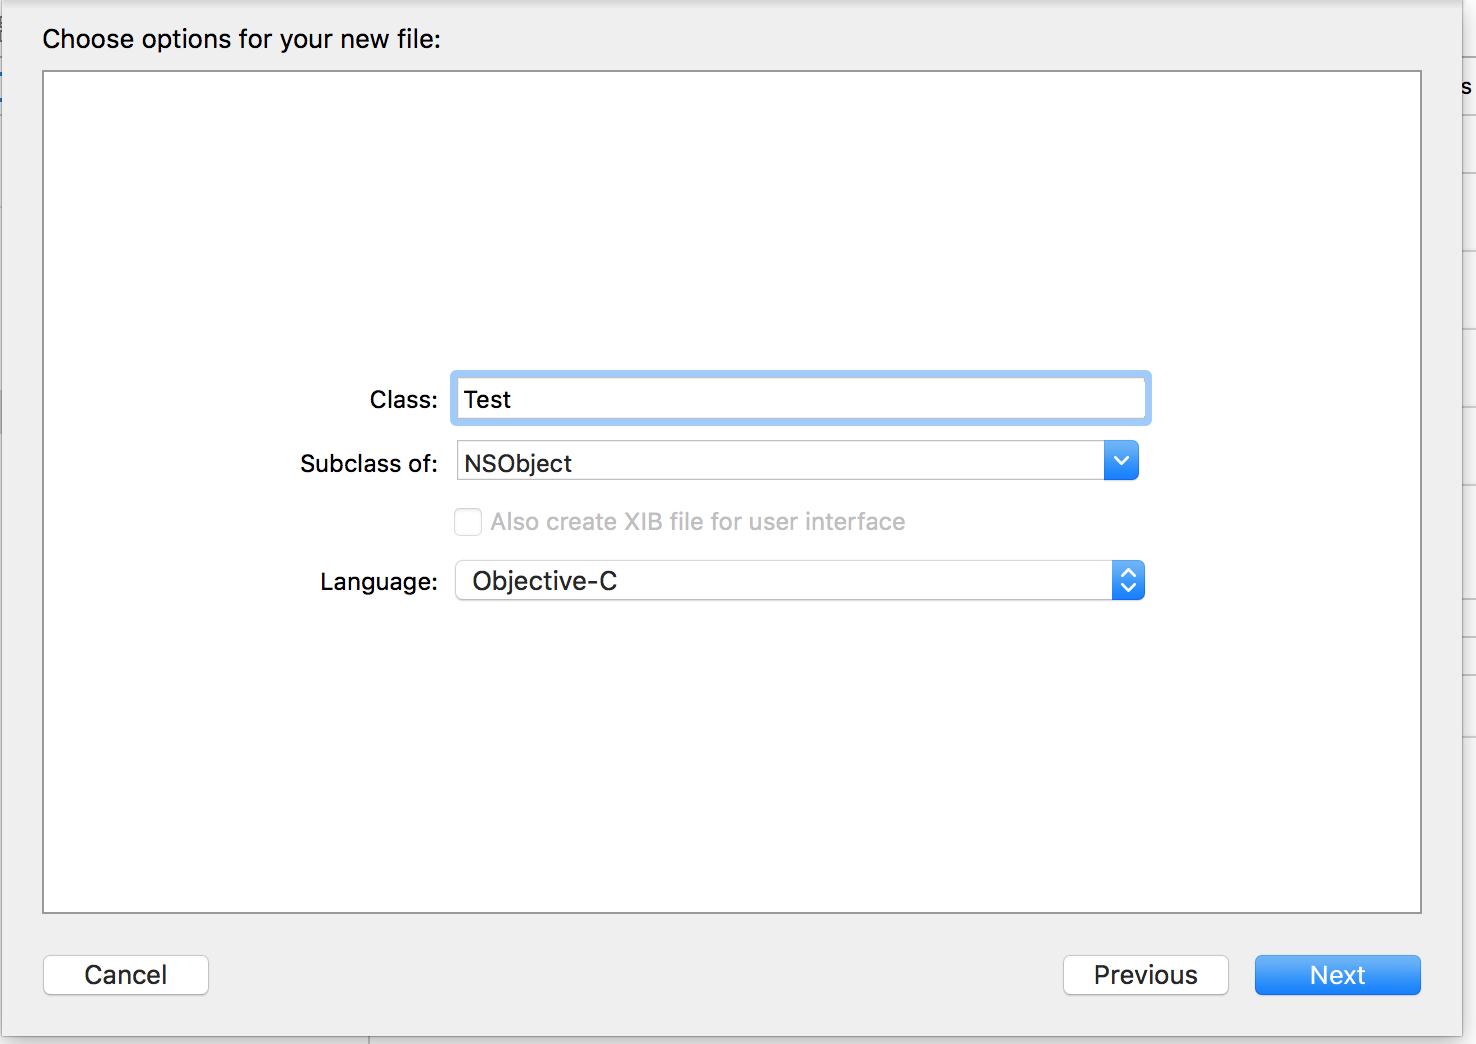 Choose options for your new file:
s
Class: Test
Subclass of: NSObject
Also create XIB file for user interface
Language: Objective-C
Cancel Previous Next